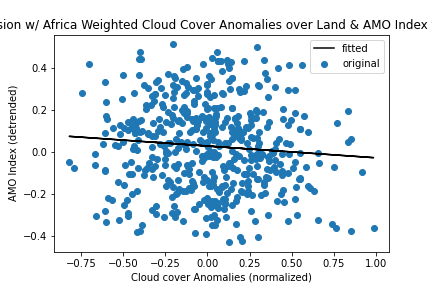 sion w/ Africa Weighted Cloud Cover Anomalies over Land & AMO Index
fitted
original
AMO Index (detrended)
0.4
0.2
0.0
−0.2
−0.4
−0.75
−0.50
−0.25
0.00
0.25
0.50
0.75
1.00
Cloud cover Anomalies (normalized)